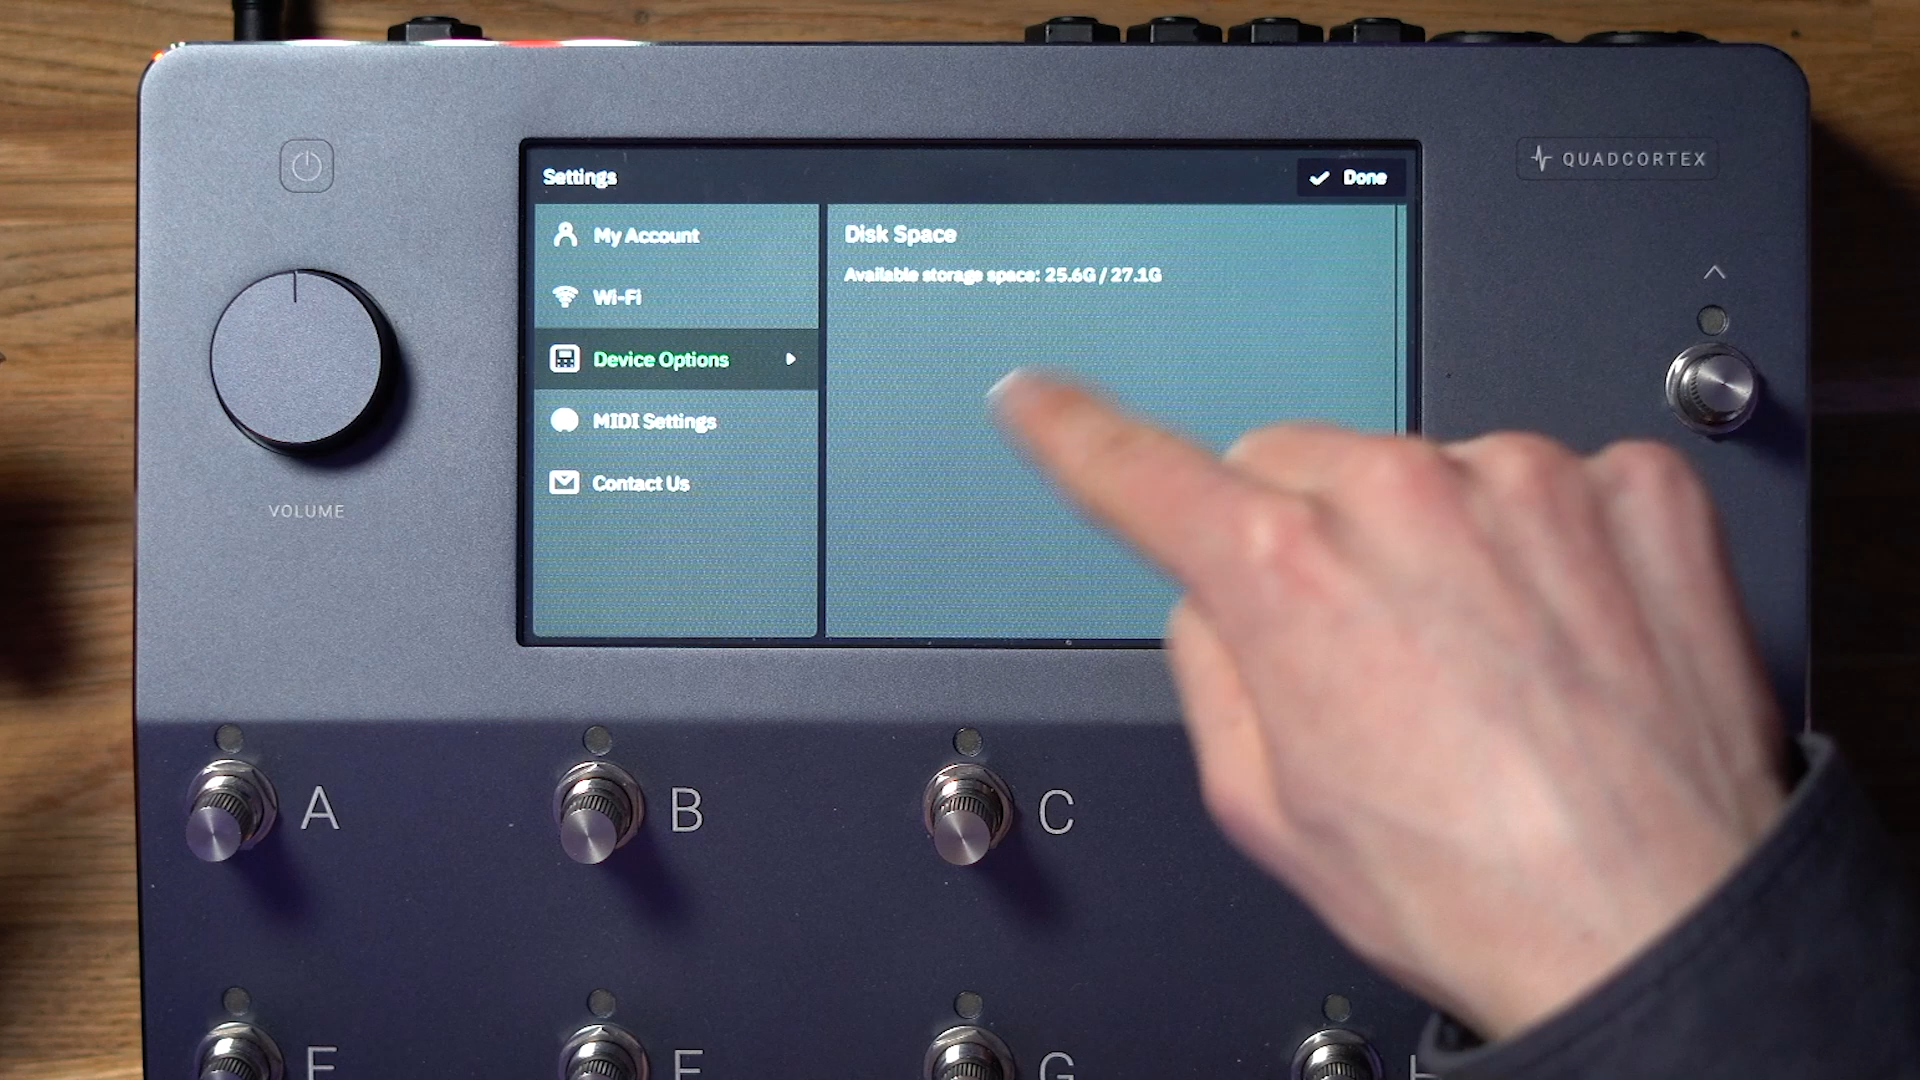 QUADCORTEX
Settings
Done
My Account
Wi-Fi
Device Options
MIDI Settings
Contact Us
Disk Space
Available storage space: 25.6G / 27.1G
VOLUME
A
B
C
E
F
G
H